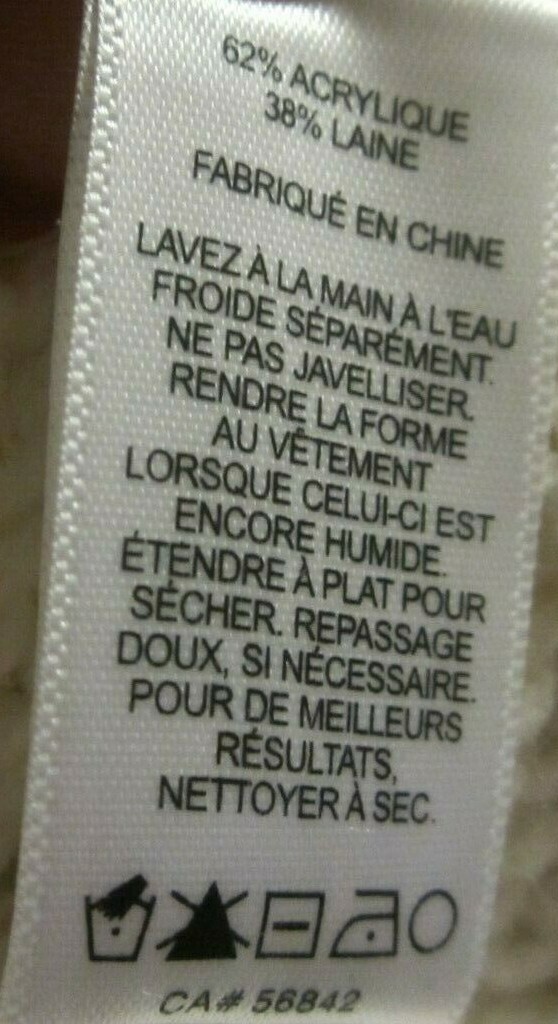 62% ACRYLIQUE
38% LAINE
FABRIQUÉ EN CHINE
LAVEZ À LA MAIN À L'EAU
FROIDE SÉPARÉMENT.
NE PAS JAVELLISER.
RENDRE LA FORME
AU VÊTEMENT
LORSQUE CELUI-CI EST
ENCORE HUMIDE.
ÉTENDRE À PLAT POUR
SÉCHER. REPASSAGE
DOUX, SI NÉCESSAIRE.
POUR DE MEILLEURS
RÉSULTATS,
NETTOYER À SEC.
CA# 56842